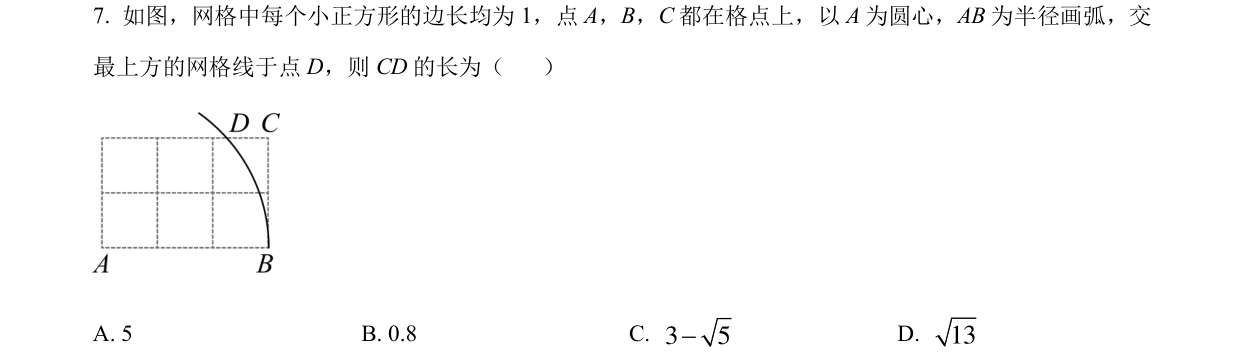 7. 如图，网格中每个小正方形的边长均为 1，点 A，B，C 都在格点上，以 A 为圆心，AB 为半径画弧，交
最上方的网格线于点 D，则 CD 的长为（　　）
D C
A B
A. 5 B. 0.8 C. 3−√5 D. √13